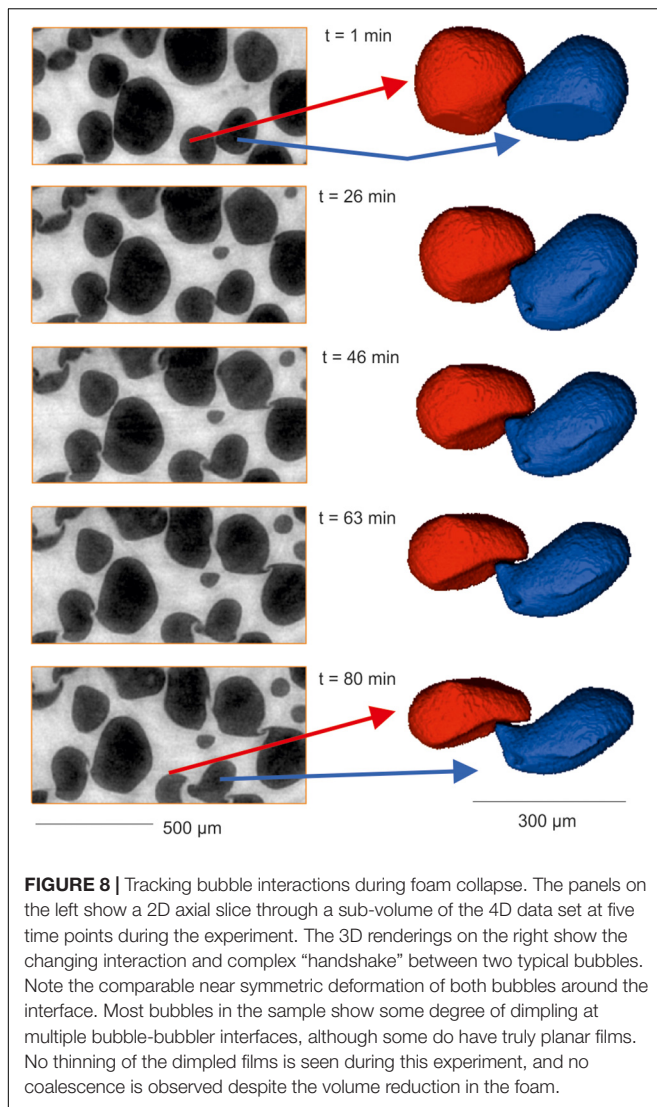 t = 1 min
t = 26 min
t = 46 min
t = 63 min
t = 80 min
500 µm
300 µm
FIGURE 8 | Tracking bubble interactions during foam collapse. The panels on
the left show a 2D axial slice through a sub-volume of the 4D data set at five
time points during the experiment. The 3D renderings on the right show the
changing interaction and complex “handshake” between two typical bubbles.
Note the comparable near symmetric deformation of both bubbles around the
interface. Most bubbles in the sample show some degree of dimpling at
multiple bubble-bubbler interfaces, although some do have truly planar films.
No thinning of the dimpled films is seen during this experiment, and no
coalescence is observed despite the volume reduction in the foam.